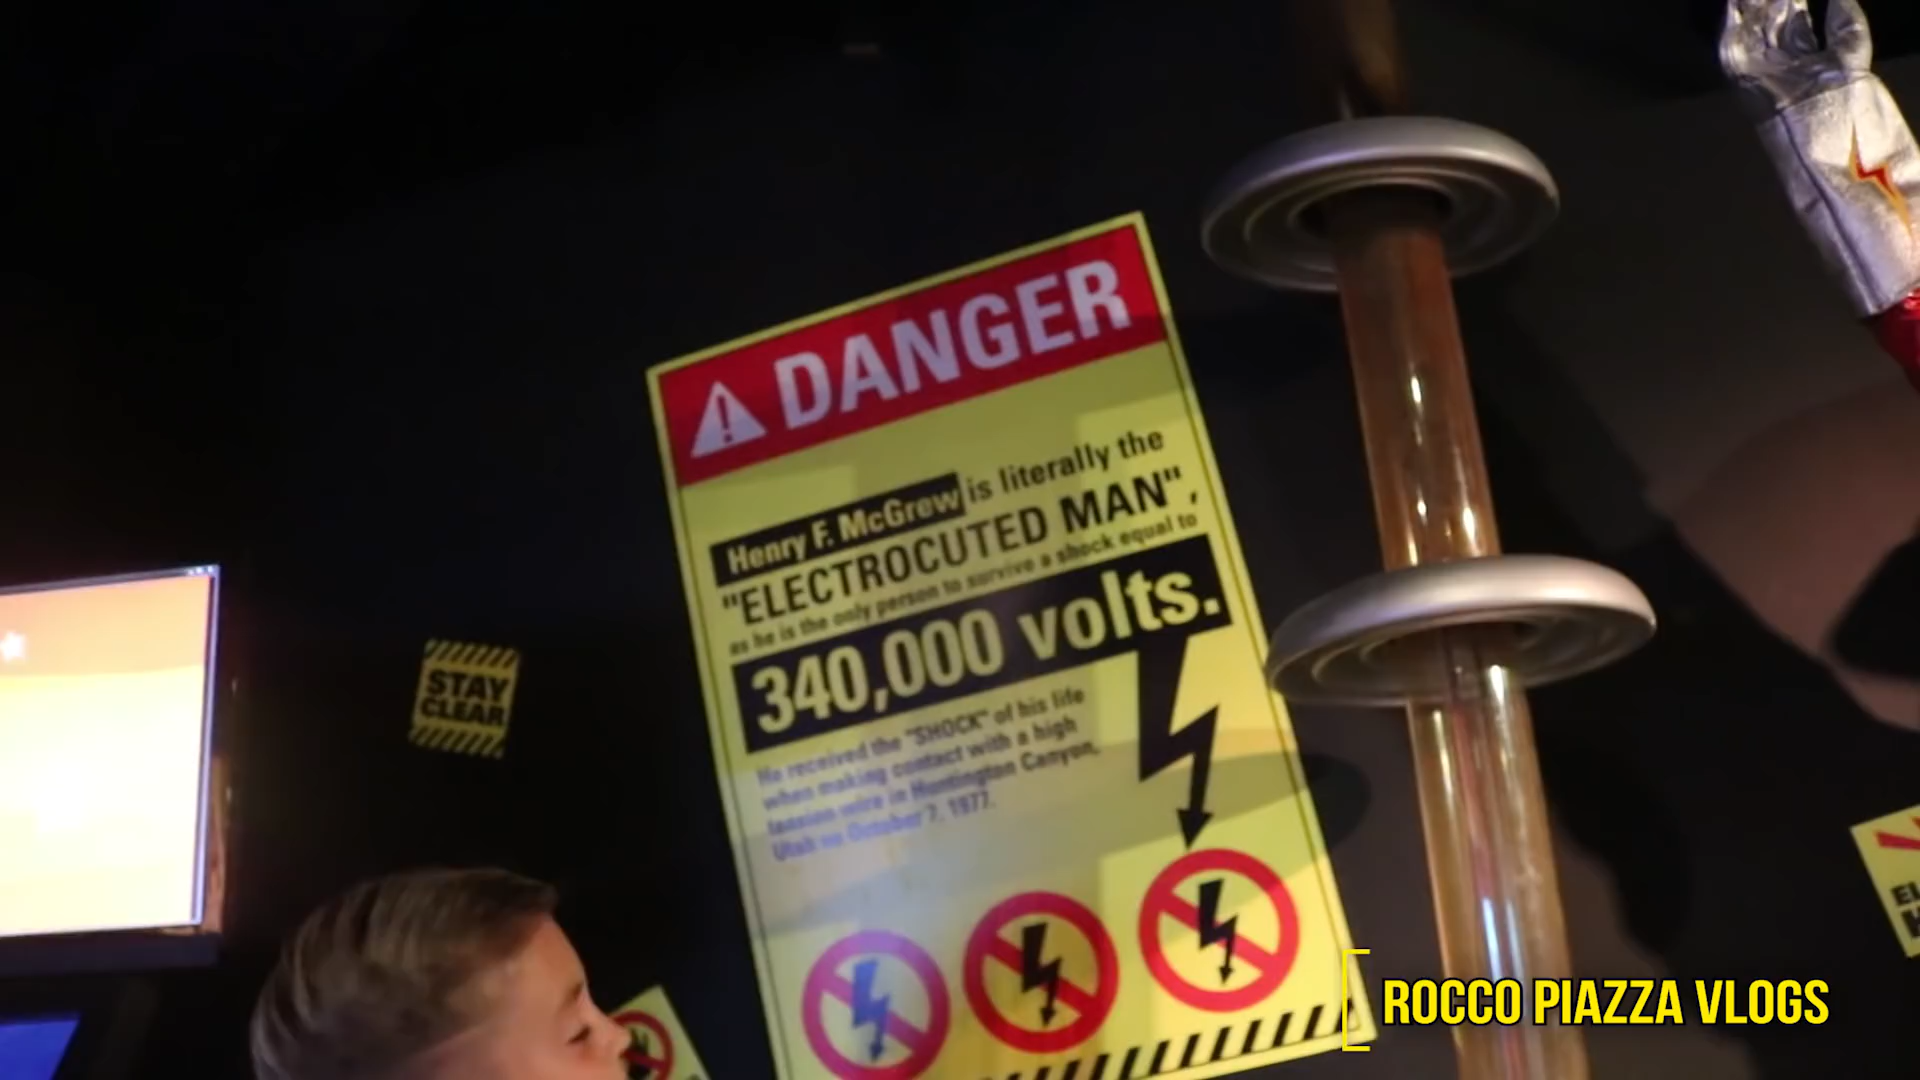 DANGER
Henry F. McGrew is literally the
"ELECTROCUTED MAN",
as he is the only person to survive a shock equal to
340,000 volts.
He received the "SHOCK" of his life
when making contact with a high
tension wire in Huntington Canyon,
Utah on October 7, 1977.
STAY
CLEAR
EL
ROCCO PIAZZA VLOGS